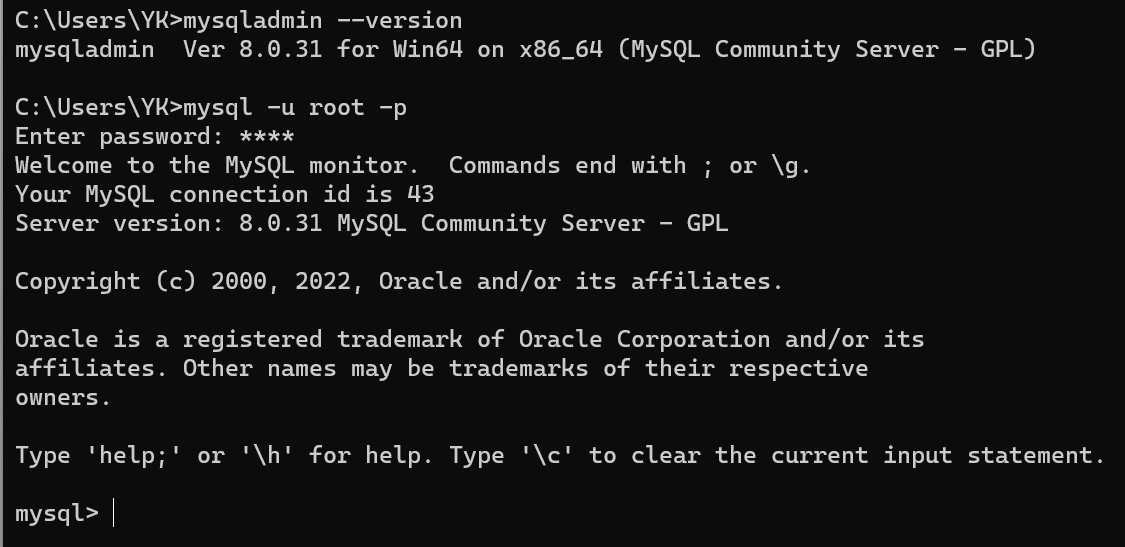 C:\Users\YK>mysqladmin --version
mysqladmin  Ver 8.0.31 for Win64 on x86_64 (MySQL Community Server - GPL)
C:\Users\YK>mysql -u root -p
Enter password: ****
Welcome to the MySQL monitor.  Commands end with ; or \g.
Your MySQL connection id is 43
Server version: 8.0.31 MySQL Community Server - GPL
Copyright (c) 2000, 2022, Oracle and/or its affiliates.
Oracle is a registered trademark of Oracle Corporation and/or its
affiliates. Other names may be trademarks of their respective
owners.
Type 'help;' or '\h' for help. Type '\c' to clear the current input statement.
mysql>